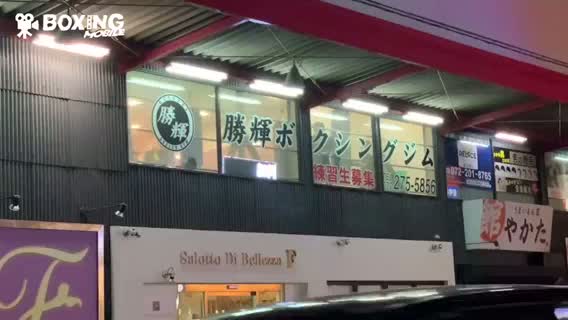 BOXING
MOBILE
勝輝
勝輝ボクシングジム
練習生募集
275-5856
072-201-8765
やかた
Salotto Di Bellezza F
F